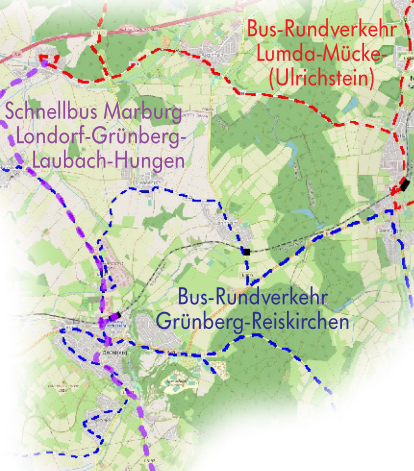 Bus-Rundverkehr
Lumda-Mücke-
(Ulrichstein)
Schnellbus Marburg
Londorf-Grünberg-
Laubach-Hungen
Bus-Rundverkehr
Grünberg-Reiskirchen